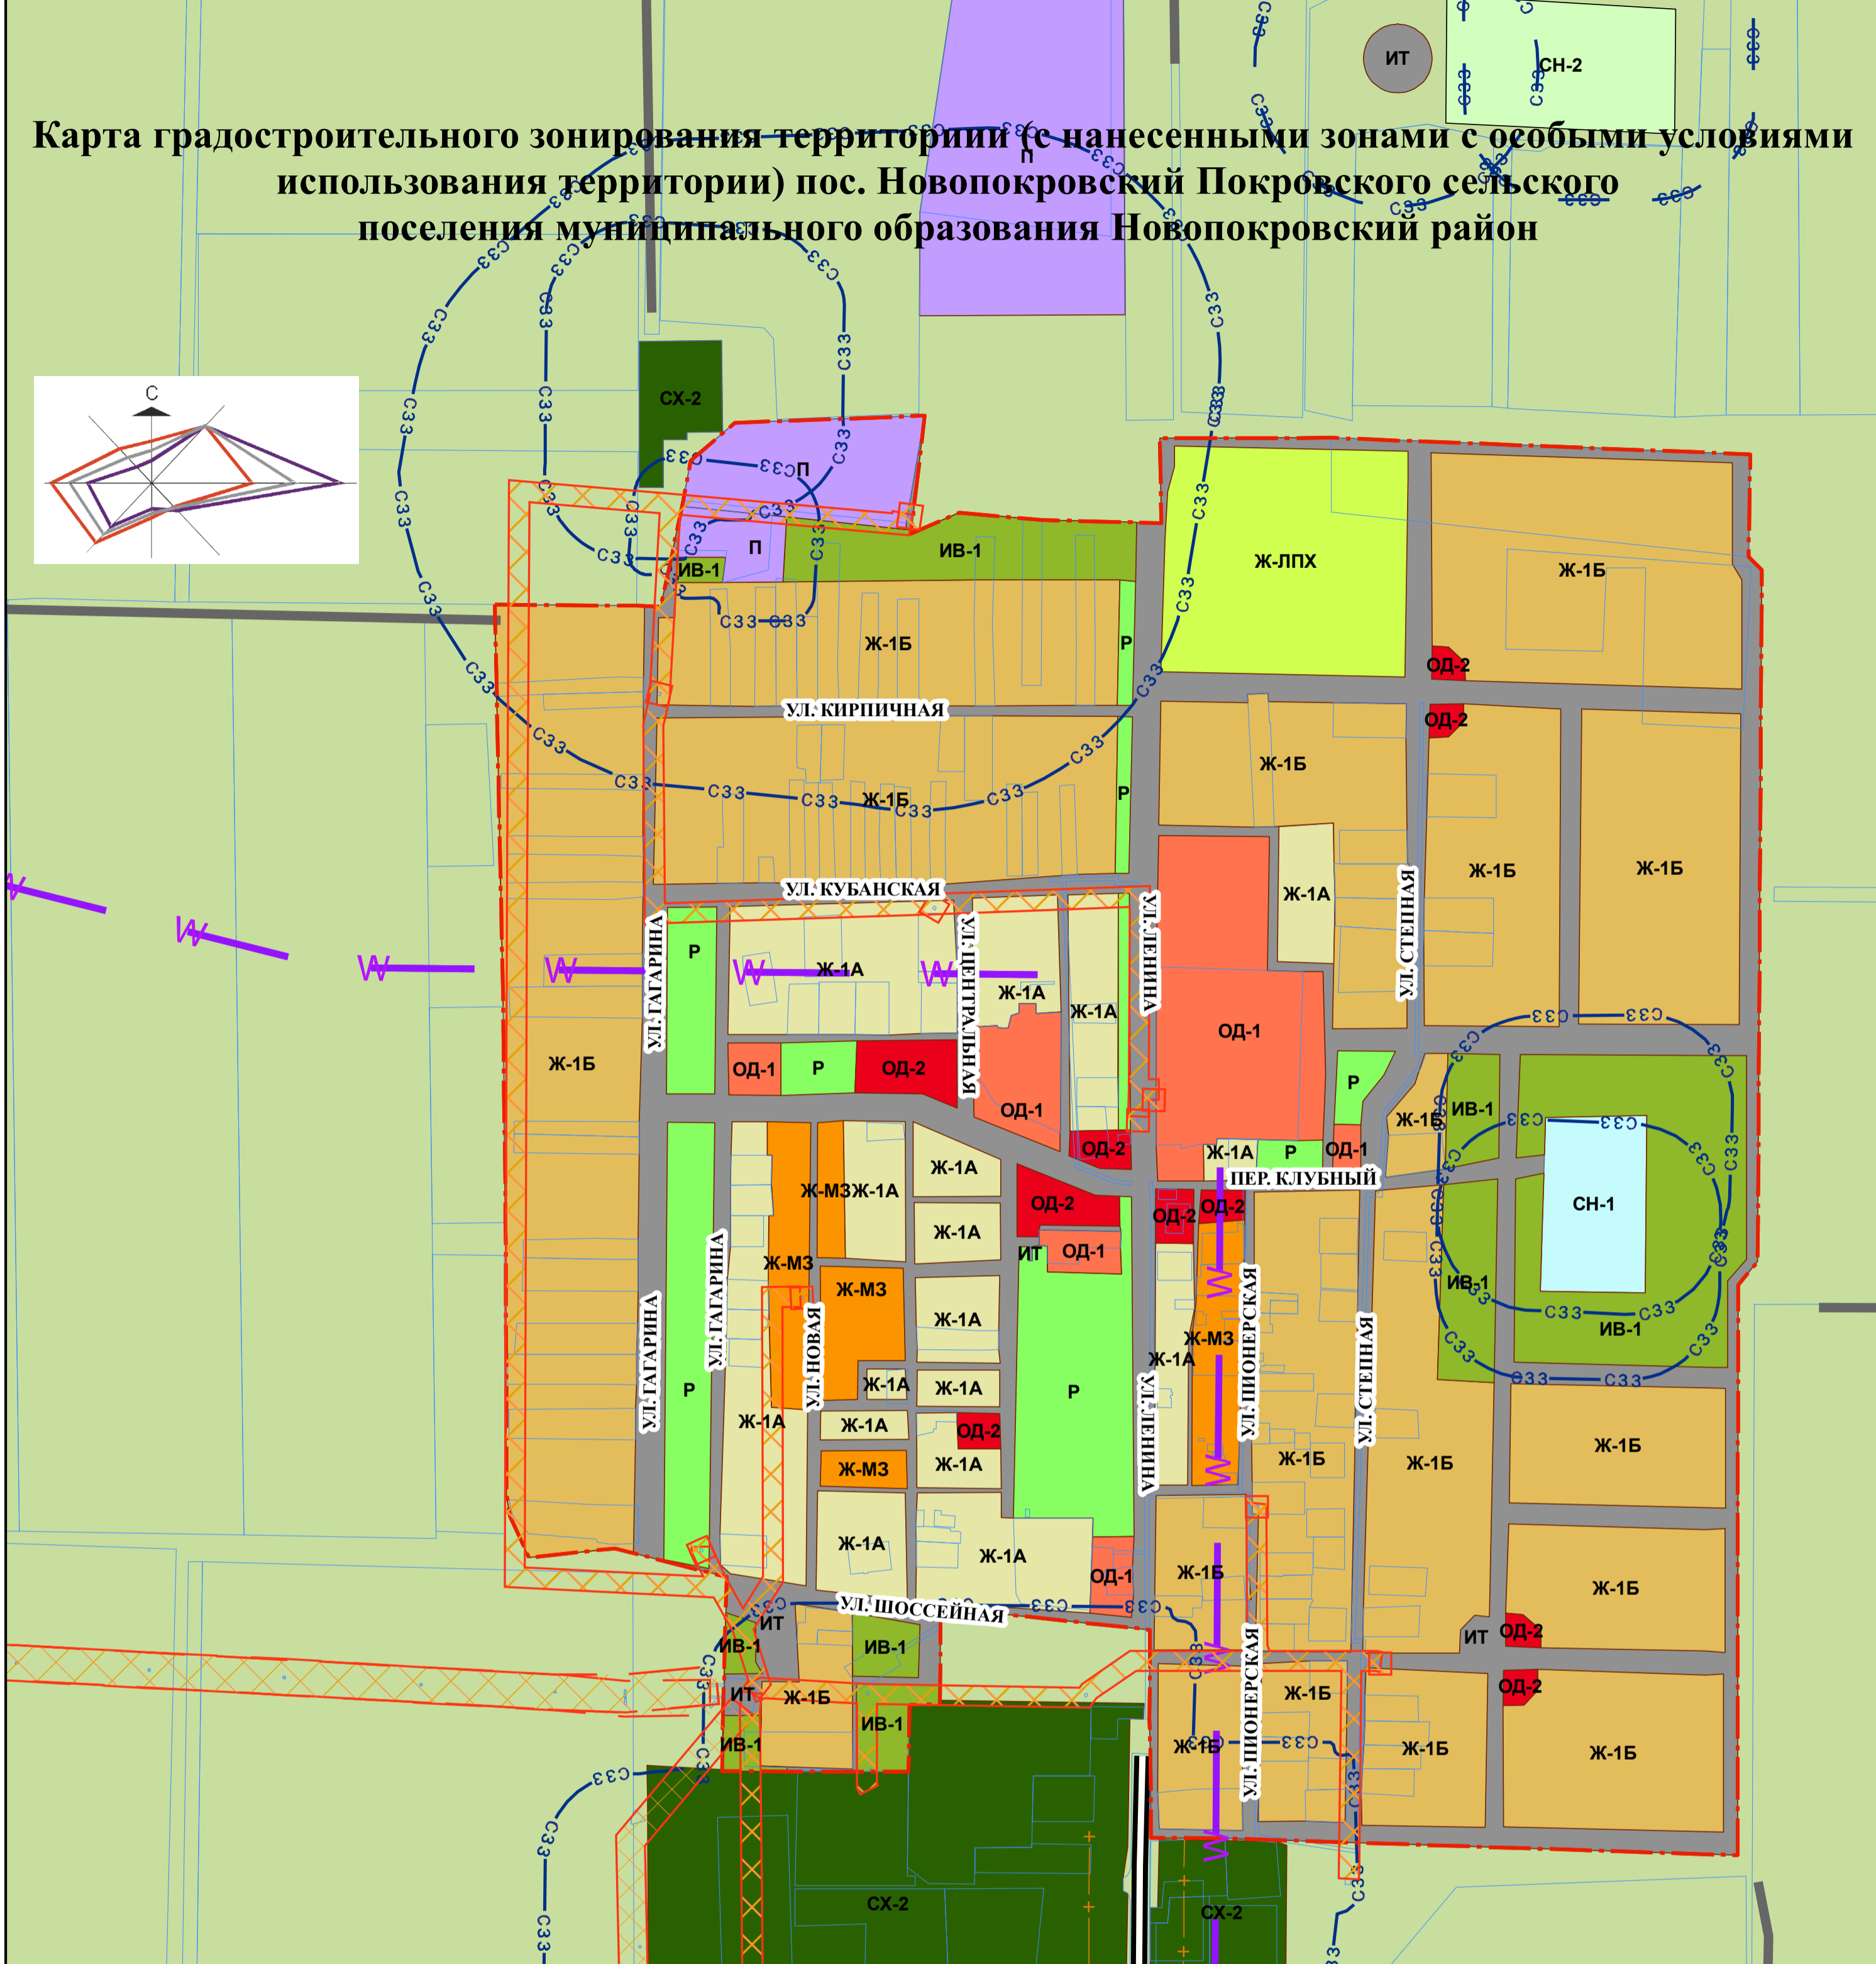 ИТ
СН-2
Карта градостроительного зонирования территориии (с нанесенными зонами с особыми условиями
использования территории) пос. Новопокровский Покровского сельского
поселения муниципального образования Новопокровский район
П
С
СХ-2
П
П
ИВ-1
ИВ-1
Ж-ЛПХ
Ж-1Б
Ж-1Б
Р
ОД-2
УЛ. КИРПИЧНАЯ
ОД-2
Ж-1Б
Ж-1Б
Р
УЛ. КУБАНСКАЯ
Ж-1А
Ж-1Б
Ж-1Б
УЛ. СТЕПНАЯ
УЛ. ГАГАРИНА
Р
Ж-1А
УЛ. ЦЕНТРАЛЬНАЯ
Ж-1А
Ж-1А
УЛ. ЛЕНИНА
ОД-1
W
W
W
W
W
W
Ж-1Б
ОД-1
Р
ОД-2
ОД-1
ОД-2
Р
Ж-1Б
ИВ-1
Ж-1А
Р
ОД-1
ПЕР. КЛУБНЫЙ
СН-1
Ж-МЗ
Ж-1А
Ж-1А
ОД-2
ОД-2
ОД-2
Ж-1А
ИТ
ОД-1
УЛ. ГАГАРИНА
УЛ. ГАГАРИНА
Ж-МЗ
Ж-МЗ
УЛ. НОВАЯ
Ж-1А
Ж-1А
Ж-1А
Ж-1А
ОД-2
Ж-1А
Ж-МЗ
Р
Р
Ж-1А
Ж-1А
УЛ. ЛЕНИНА
Ж-МЗ
УЛ. ПИОНЕРСКАЯ
W
W
Ж-1Б
УЛ. СТЕПНАЯ
Ж-1Б
ИВ-1
ИВ-1
Ж-1Б
Ж-1А
Ж-1А
ОД-1
Ж-1Б
Ж-1Б
УЛ. ШОССЕЙНАЯ
ИТ
ИВ-1
ИВ-1
ИТ
ОД-2
W
УЛ. ПИОНЕРСКАЯ
ИТ
Ж-1Б
ИВ-1
ИВ-1
Ж-1Б
Ж-1Б
Ж-1Б
ОД-2
Ж-1Б
W
СХ-2
СХ-2
СЗЗ
СЗЗ
СЗЗ
СЗЗ